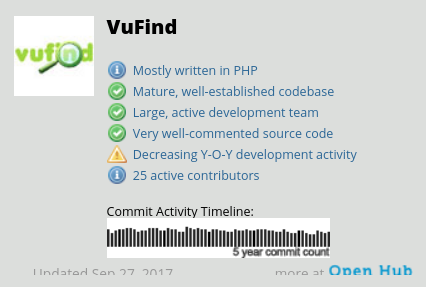 vufind
VuFind
Mostly written in PHP
Mature, well-established codebase
Large, active development team
Very well-commented source code
Decreasing Y-O-Y development activity
25 active contributors
Commit Activity Timeline:
5 year commit count
Updated Sep 27, 2017 more at Open Hub